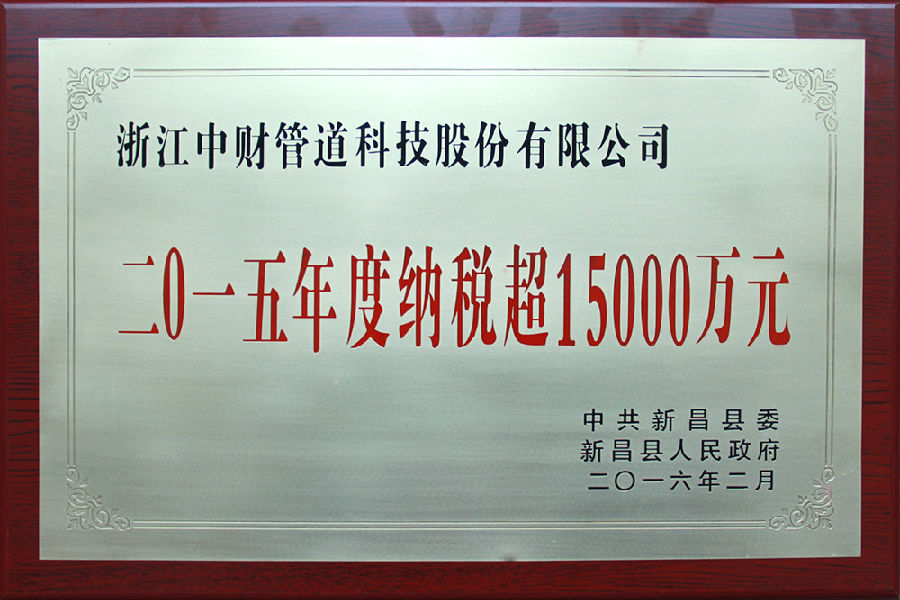 浙江中财管道科技股份有限公司
二0一五年度纳税超15000万元
中共新昌县委
新昌县人民政府
二〇一六年二月